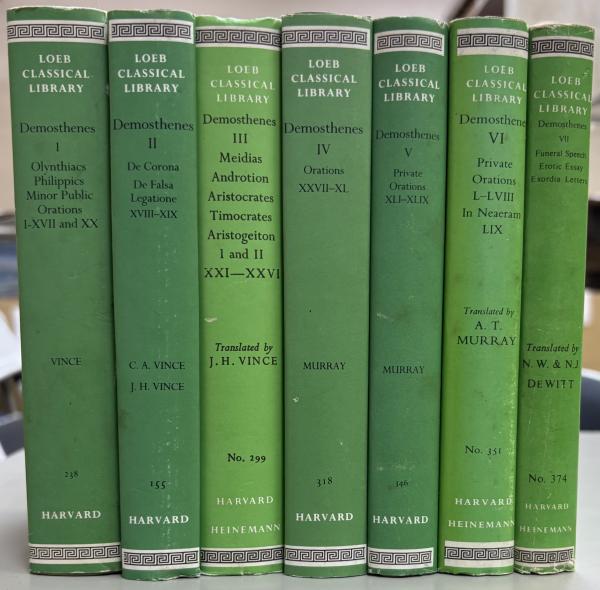 LOEB
CLASSICAL
LIBRARY
Demosthenes
I
Olynthiacs
Philippics
Minor Public
Orations
I-XVII and XX
VINCE
238
HARVARD
LOEB
CLASSICAL
LIBRARY
Demosthenes
II
De Corona
De Falsa
Legatione
XVIII-XIX
C. A. VINCE
J. H. VINCE
155
HARVARD
LOEB
CLASSICAL
LIBRARY
Demosthenes
III
Meidias
Androtion
Aristocrates
Timocrates
Aristogeiton
I and II
XXI—XXVI
Translated by
J. H. VINCE
No. 299
HARVARD
HEINEMANN
LOEB
CLASSICAL
LIBRARY
Demosthenes
IV
Orations
XXVII-XL
MURRAY
318
HARVARD
LOEB
CLASSICAL
LIBRARY
Demosthenes
V
Private
Orations
XLI-XLIX
MURRAY
346
HARVARD
LOEB
CLASSICAL
LIBRARY
Demosthenes
VI
Private
Orations
L-LVIII
In Neaeram
LIX
Translated by
A. T.
MURRAY
No. 351
HARVARD
HEINEMANN
LOEB
CLASSICAL
LIBRARY
Demosthenes
VII
Funeral Speech
Erotic Essay
Exordia Letters
Translated by
N. W. & N.J.
DEWITT
No. 374
HARVARD
HEINEMANN